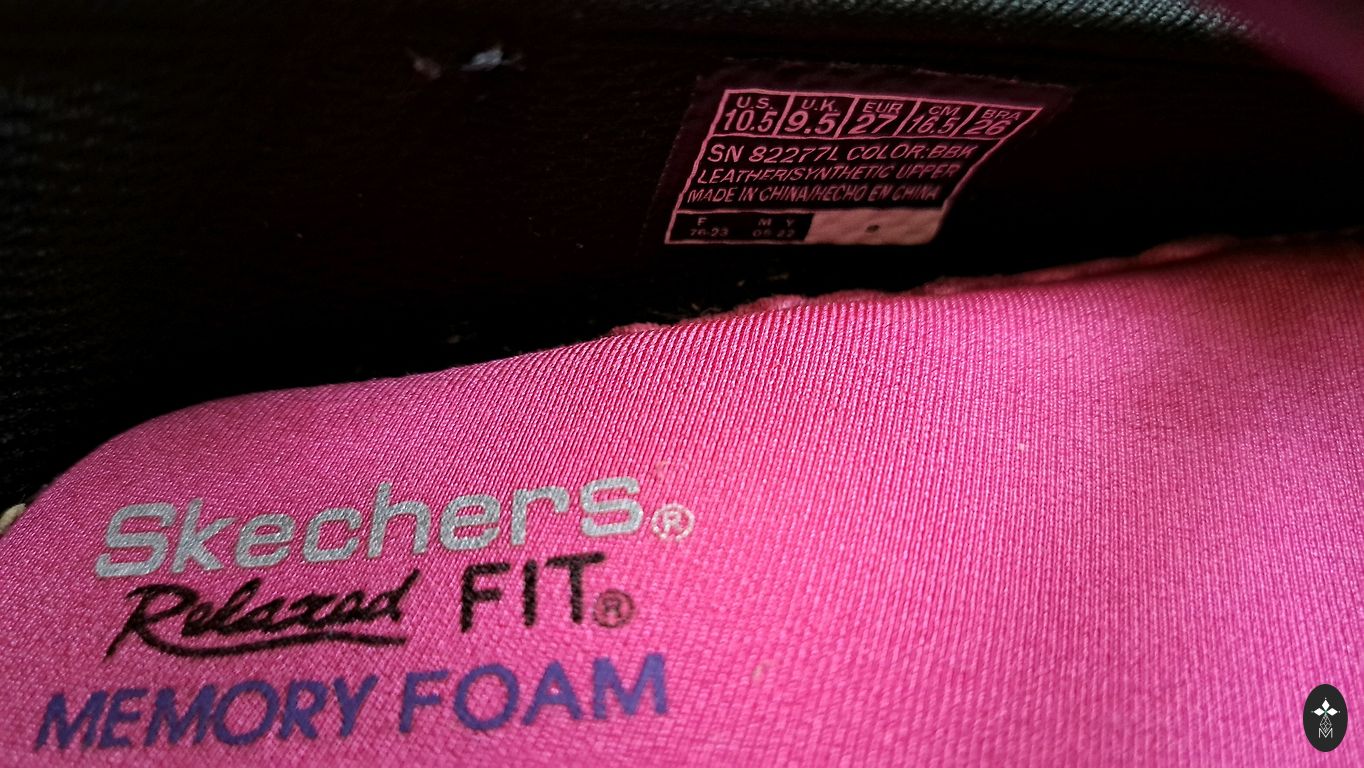 U.S. U.K. EUR CM BRA
10.5 9.5 27 16.5 26
SN 82277L COLOR:BBK
LEATHER/SYNTHETIC UPPER
MADE IN CHINA/HECHO EN CHINA
F M Y
Skechers®
Relaxed FIT®
MEMORY FOAM
M